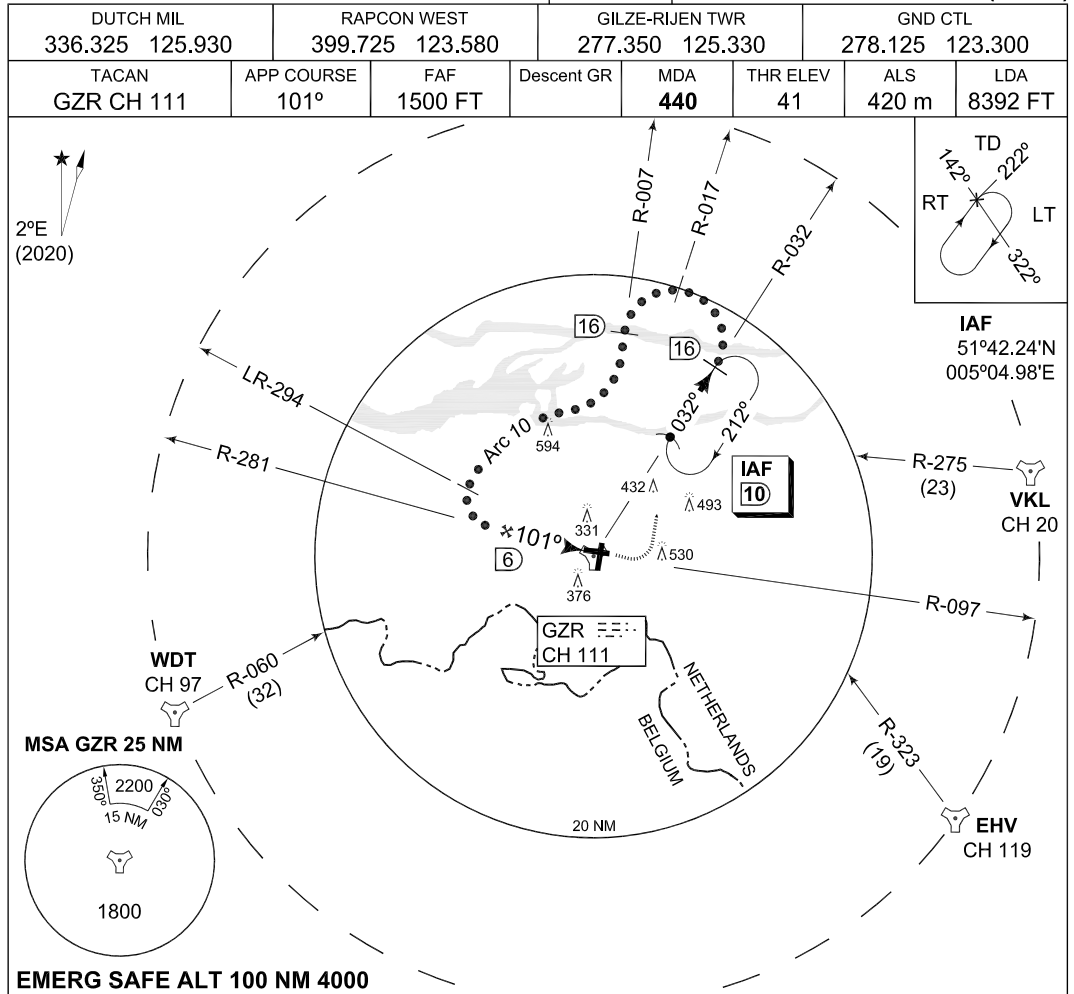 DUTCH MIL
336.325 125.930
RAPCON WEST
399.725 123.580
GILZE-RIJEN TWR
277.350 125.330
GND CTL
278.125 123.300
TACAN
GZR CH 111
APP COURSE
101º
FAF
1500 FT
Descent GR
MDA
440
THR ELEV
41
ALS
420 m
LDA
8392 FT
2ºE
(2020)
R-007
R-017
R-032
TD
142º
222º
RT
LT
322º
IAF
51º42.24'N
005º04.98'E
16
16
LR-294
Arc 10
594
032º
212º
R-281
IAF
10
432
493
R-275
(23)
VKL
CH 20
331
101º
6
530
376
R-097
GZR
CH 111
WDT
CH 97
R-060
(32)
NETHERLANDS
BELGIUM
R-323
(19)
EHV
CH 119
MSA GZR 25 NM
350º
2200
030º
15 NM
1800
20 NM
EMERG SAFE ALT 100 NM 4000